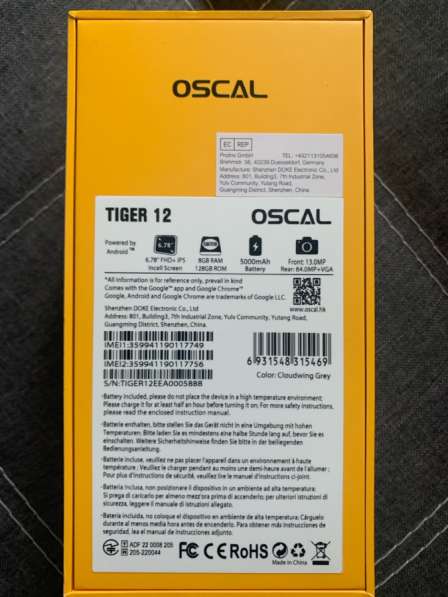 OSCAL
EC REP
Prolinx GmbH TEL: +4921131054698
Brehmstr. 56, 40239 Duesseldorf, Germany
Manufacture: Shenzhen DOKE Electronic Co., Ltd
Address: 801, Building3, 7th Industrial Zone,
Yulv Community, Yutang Road,
Guangming District, Shenzhen, China.
TIGER 12 OSCAL
Powered by
Android™
6.78"
6.78" FHD+ IPS
Incell Screen
8GB RAM
128GB ROM
5000mAh
Battery
Front: 13.0MP
Rear: 64.0MP+VGA
*All information is for reference only, prevail in kind
Comes with the Google™ app and Google Chrome™
Google, Android and Google Chrome are trademarks of Google LLC.
www.oscal.hk
Shenzhen DOKE Electronic Co., Ltd
Address: 801, Building3, 7th Industrial Zone, Yulv Community, Yutang Road,
Guangming District, Shenzhen, China.
IMEI1:359941190117749
IMEI2:359941190117756
S/N:TIGER12EEA0005888
6 931548 315469
Color: Cloudwing Grey
•Battery included, please do not place the device in a high temperature environment;
Please charge it for at least half an hour before turning it on; For more safety instructions,
please read the enclosed instruction manual.
•Batterie enthalten, bitte stellen Sie das Gerät nicht in eine Umgebung mit hohen
Temperaturen; Bitte laden Sie es mindestens eine halbe Stunde lang auf, bevor Sie es
einschalten. Weitere Sicherheitshinweise finden Sie in der beiliegenden
Bedienungsanleitung.
•Batterie incluse, veuillez ne pas placer l'appareil dans un environnement à haute
température ; Veuillez le charger pendant au moins une demi-heure avant de l'allumer ;
Pour plus d'instructions de sécurité, veuillez lire le manuel d'instructions ci-joint.
•Batteria inclusa, non posizionare il dispositivo in un ambiente ad alta temperatura;
Si prega di caricarlo per almeno mezz'ora prima di accenderlo; per ulteriori istruzioni di
sicurezza, leggere il manuale di istruzioni allegato.
•Batería incluida, no coloque el dispositivo en ambiente de alta temperatura; Cárguelo
durante al menos media hora antes de encenderlo. Para obtener más instrucciones de
seguridad, lea el manual de instrucciones adjunto.
ADF 22 0008 205
205-220044
FC CE RoHS
Made in China